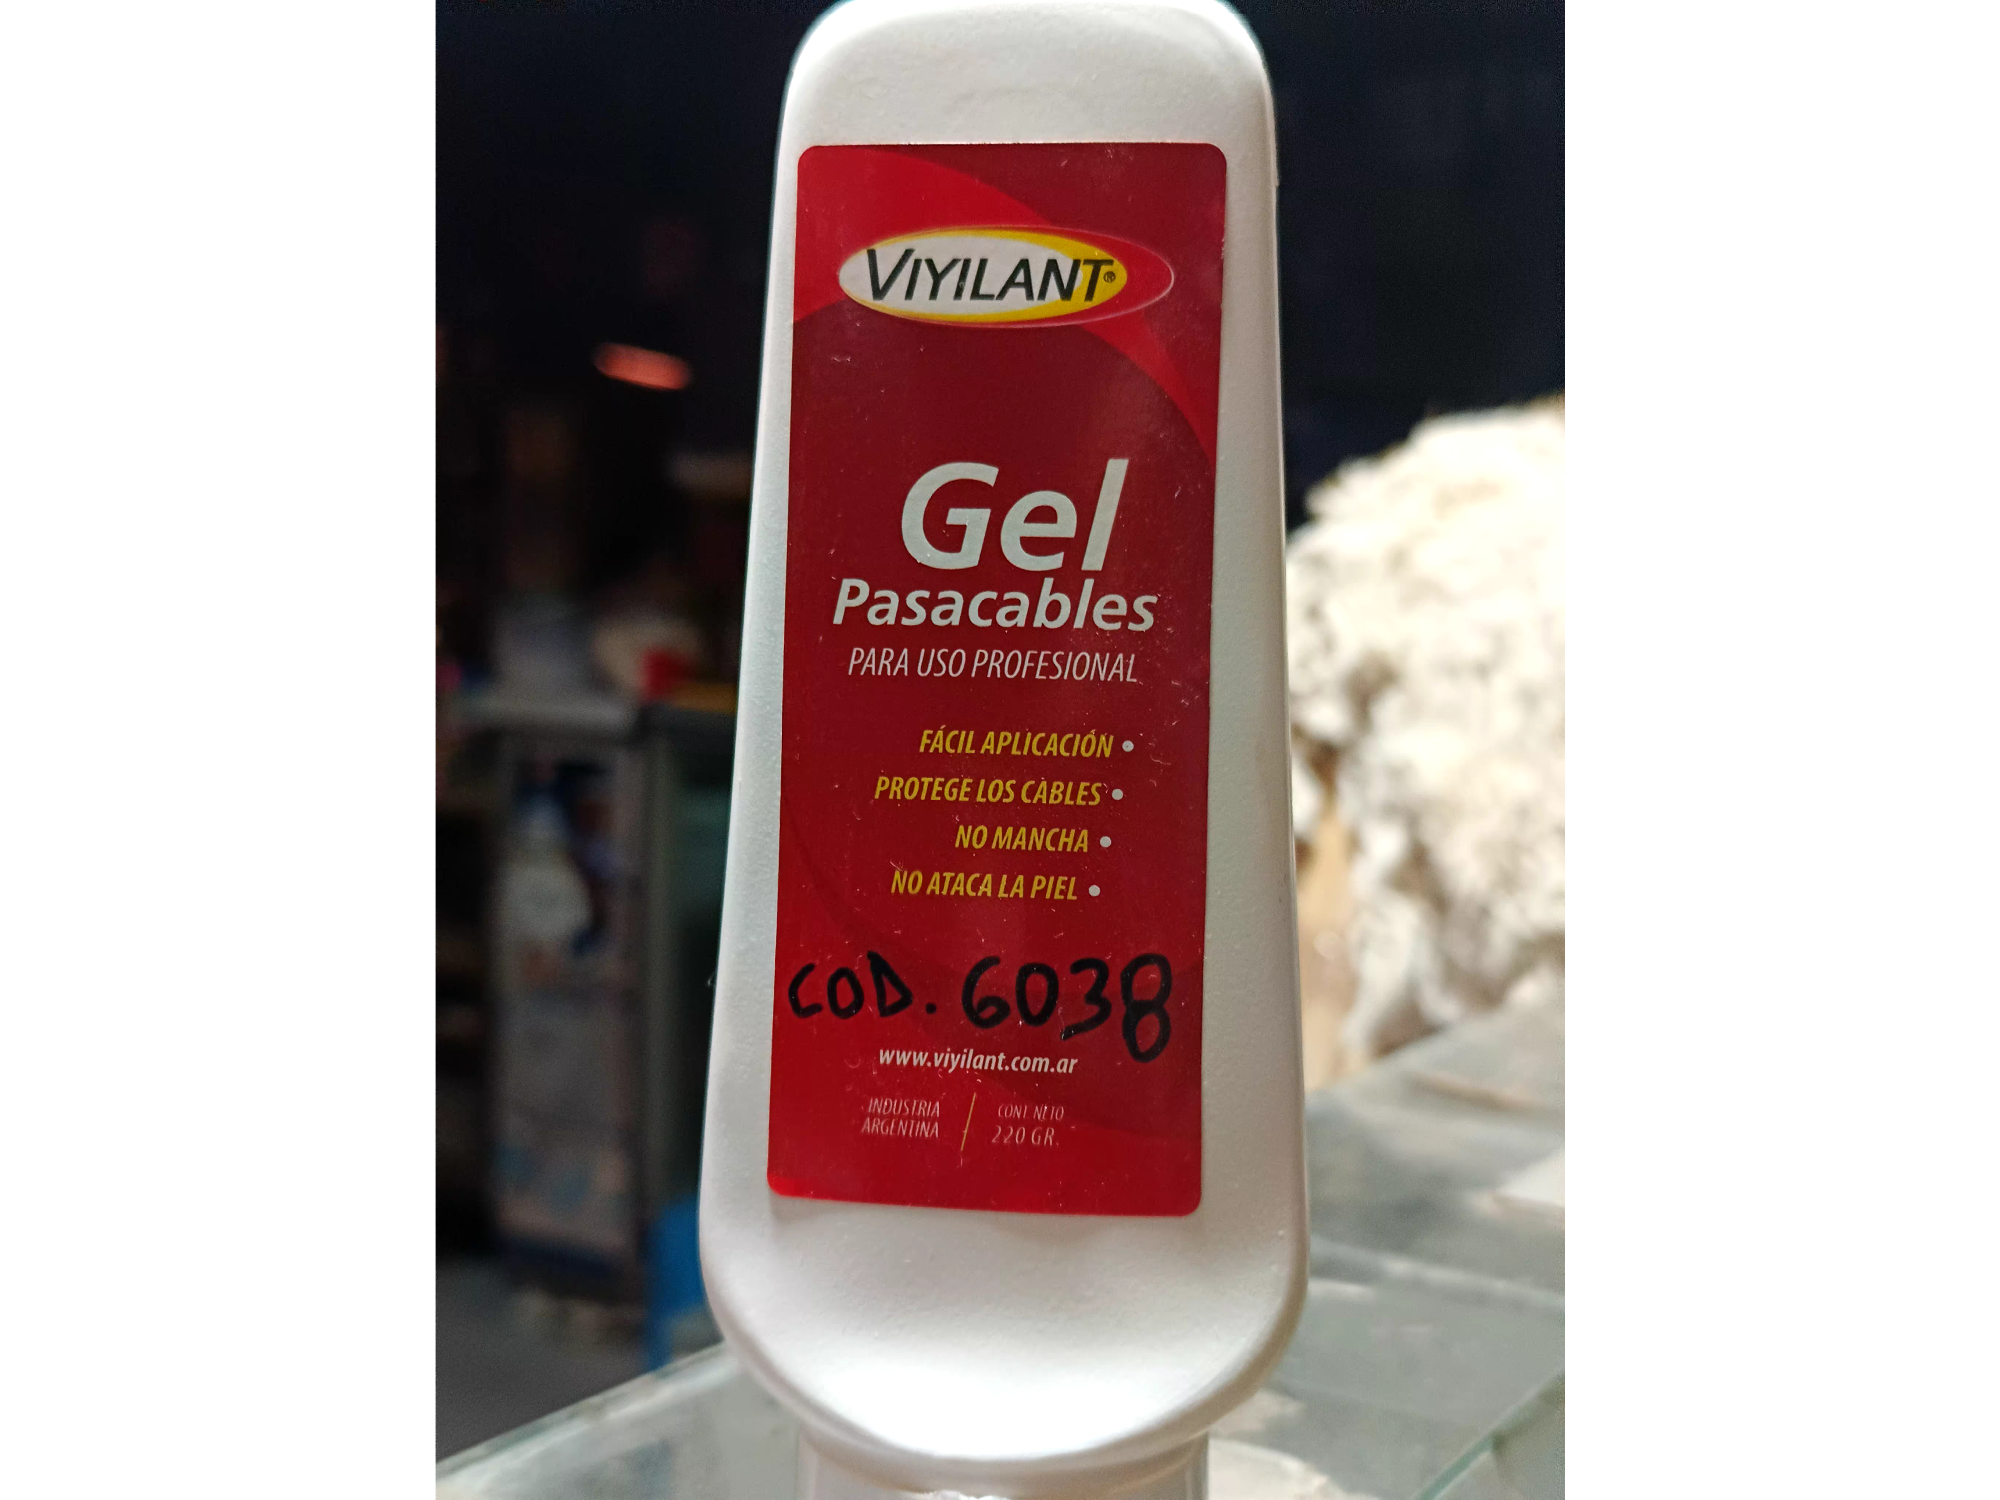 VIYILANT®
Gel
Pasacables
PARA USO PROFESIONAL
FÁCIL APLICACIÓN •
PROTEGE LOS CABLES •
NO MANCHA •
NO ATACA LA PIEL •
COD. 6038
www.viyilant.com.ar
INDUSTRIA
ARGENTINA
CONT. NETO
220 GR.